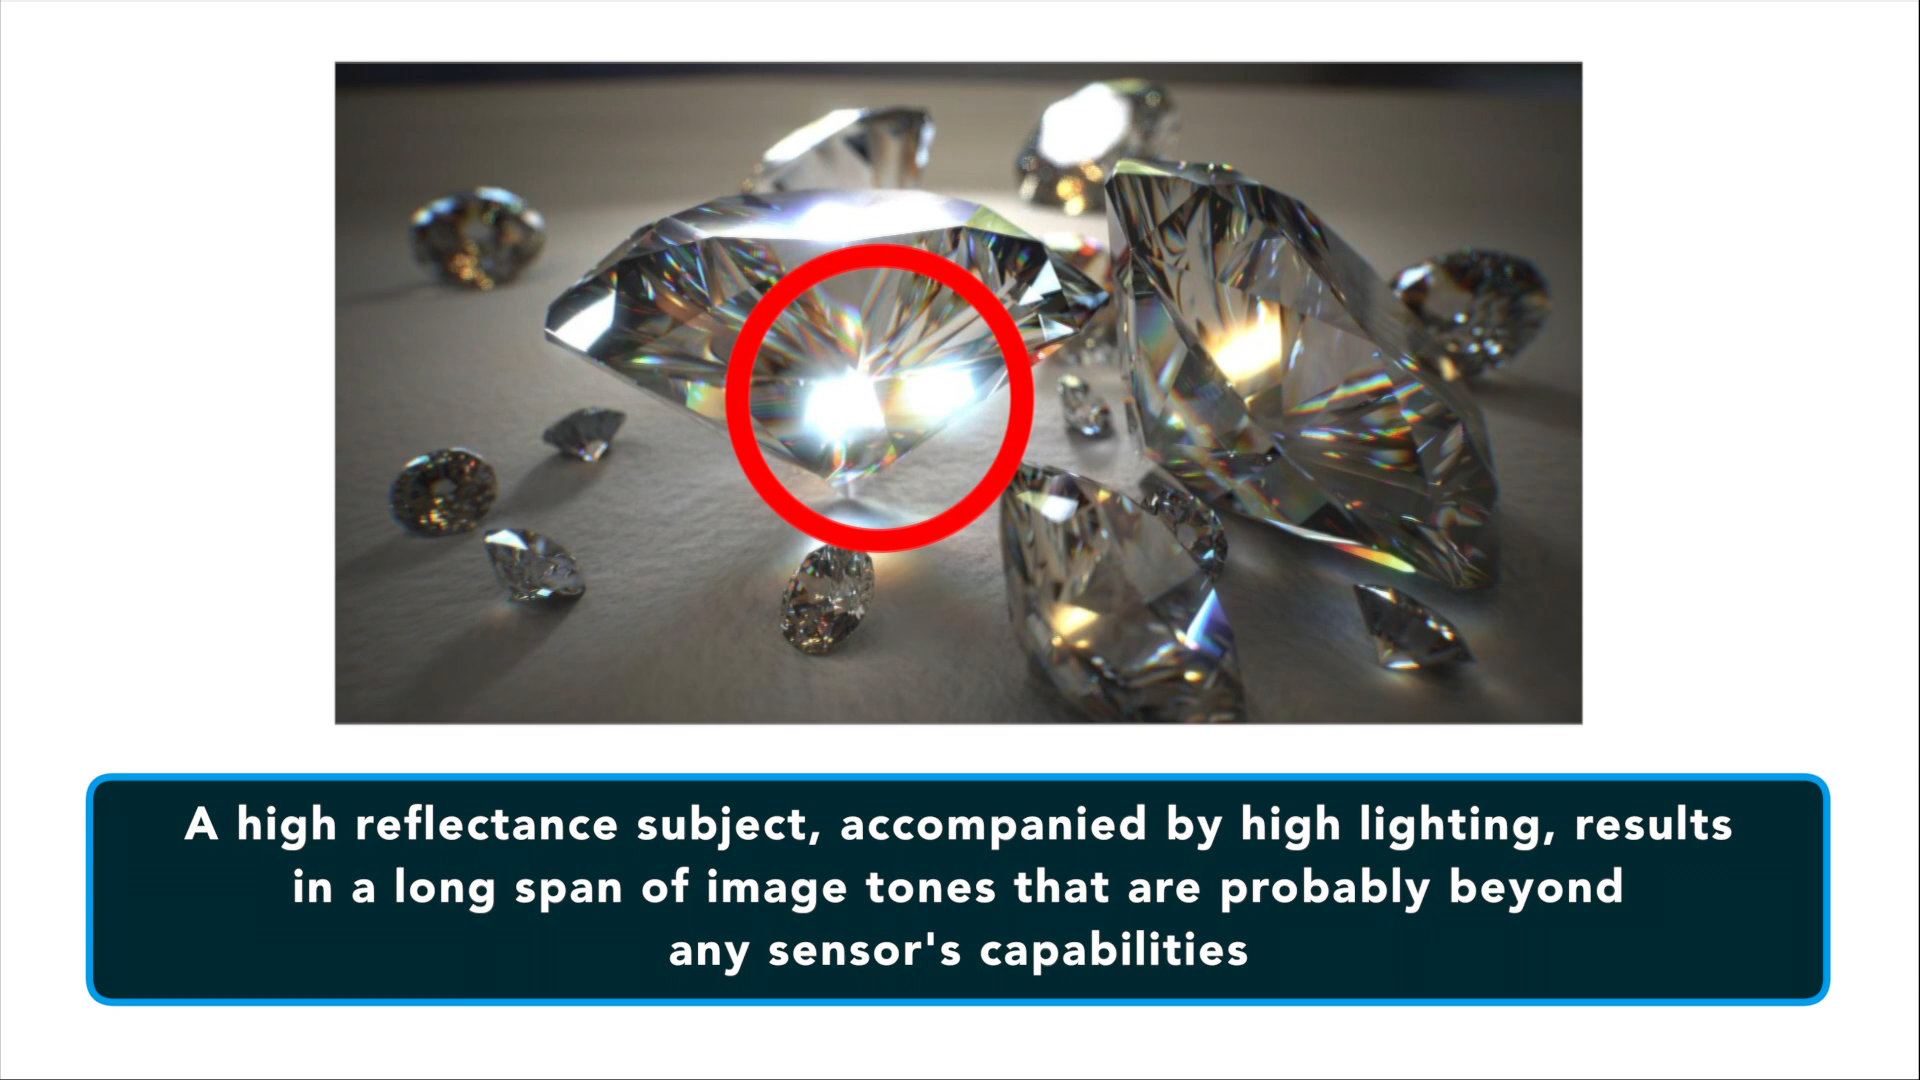 A high reflectance subject, accompanied by high lighting, results
in a long span of image tones that are probably beyond
any sensor's capabilities